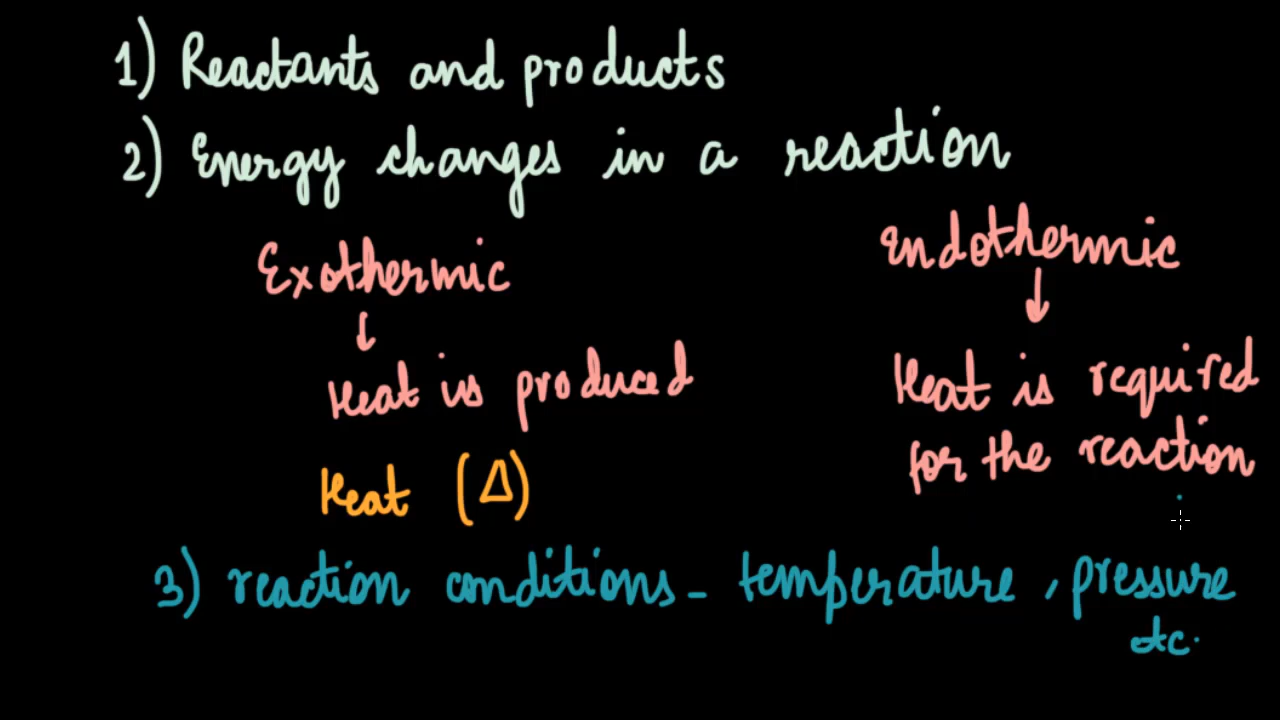 1) Reactants and products
2) Energy changes in a reaction
Exothermic
Endothermic
↓
↓
Heat is produced
Heat is required
for the reaction
Heat (Δ)
3) reaction conditions - temperature, pressure
etc.